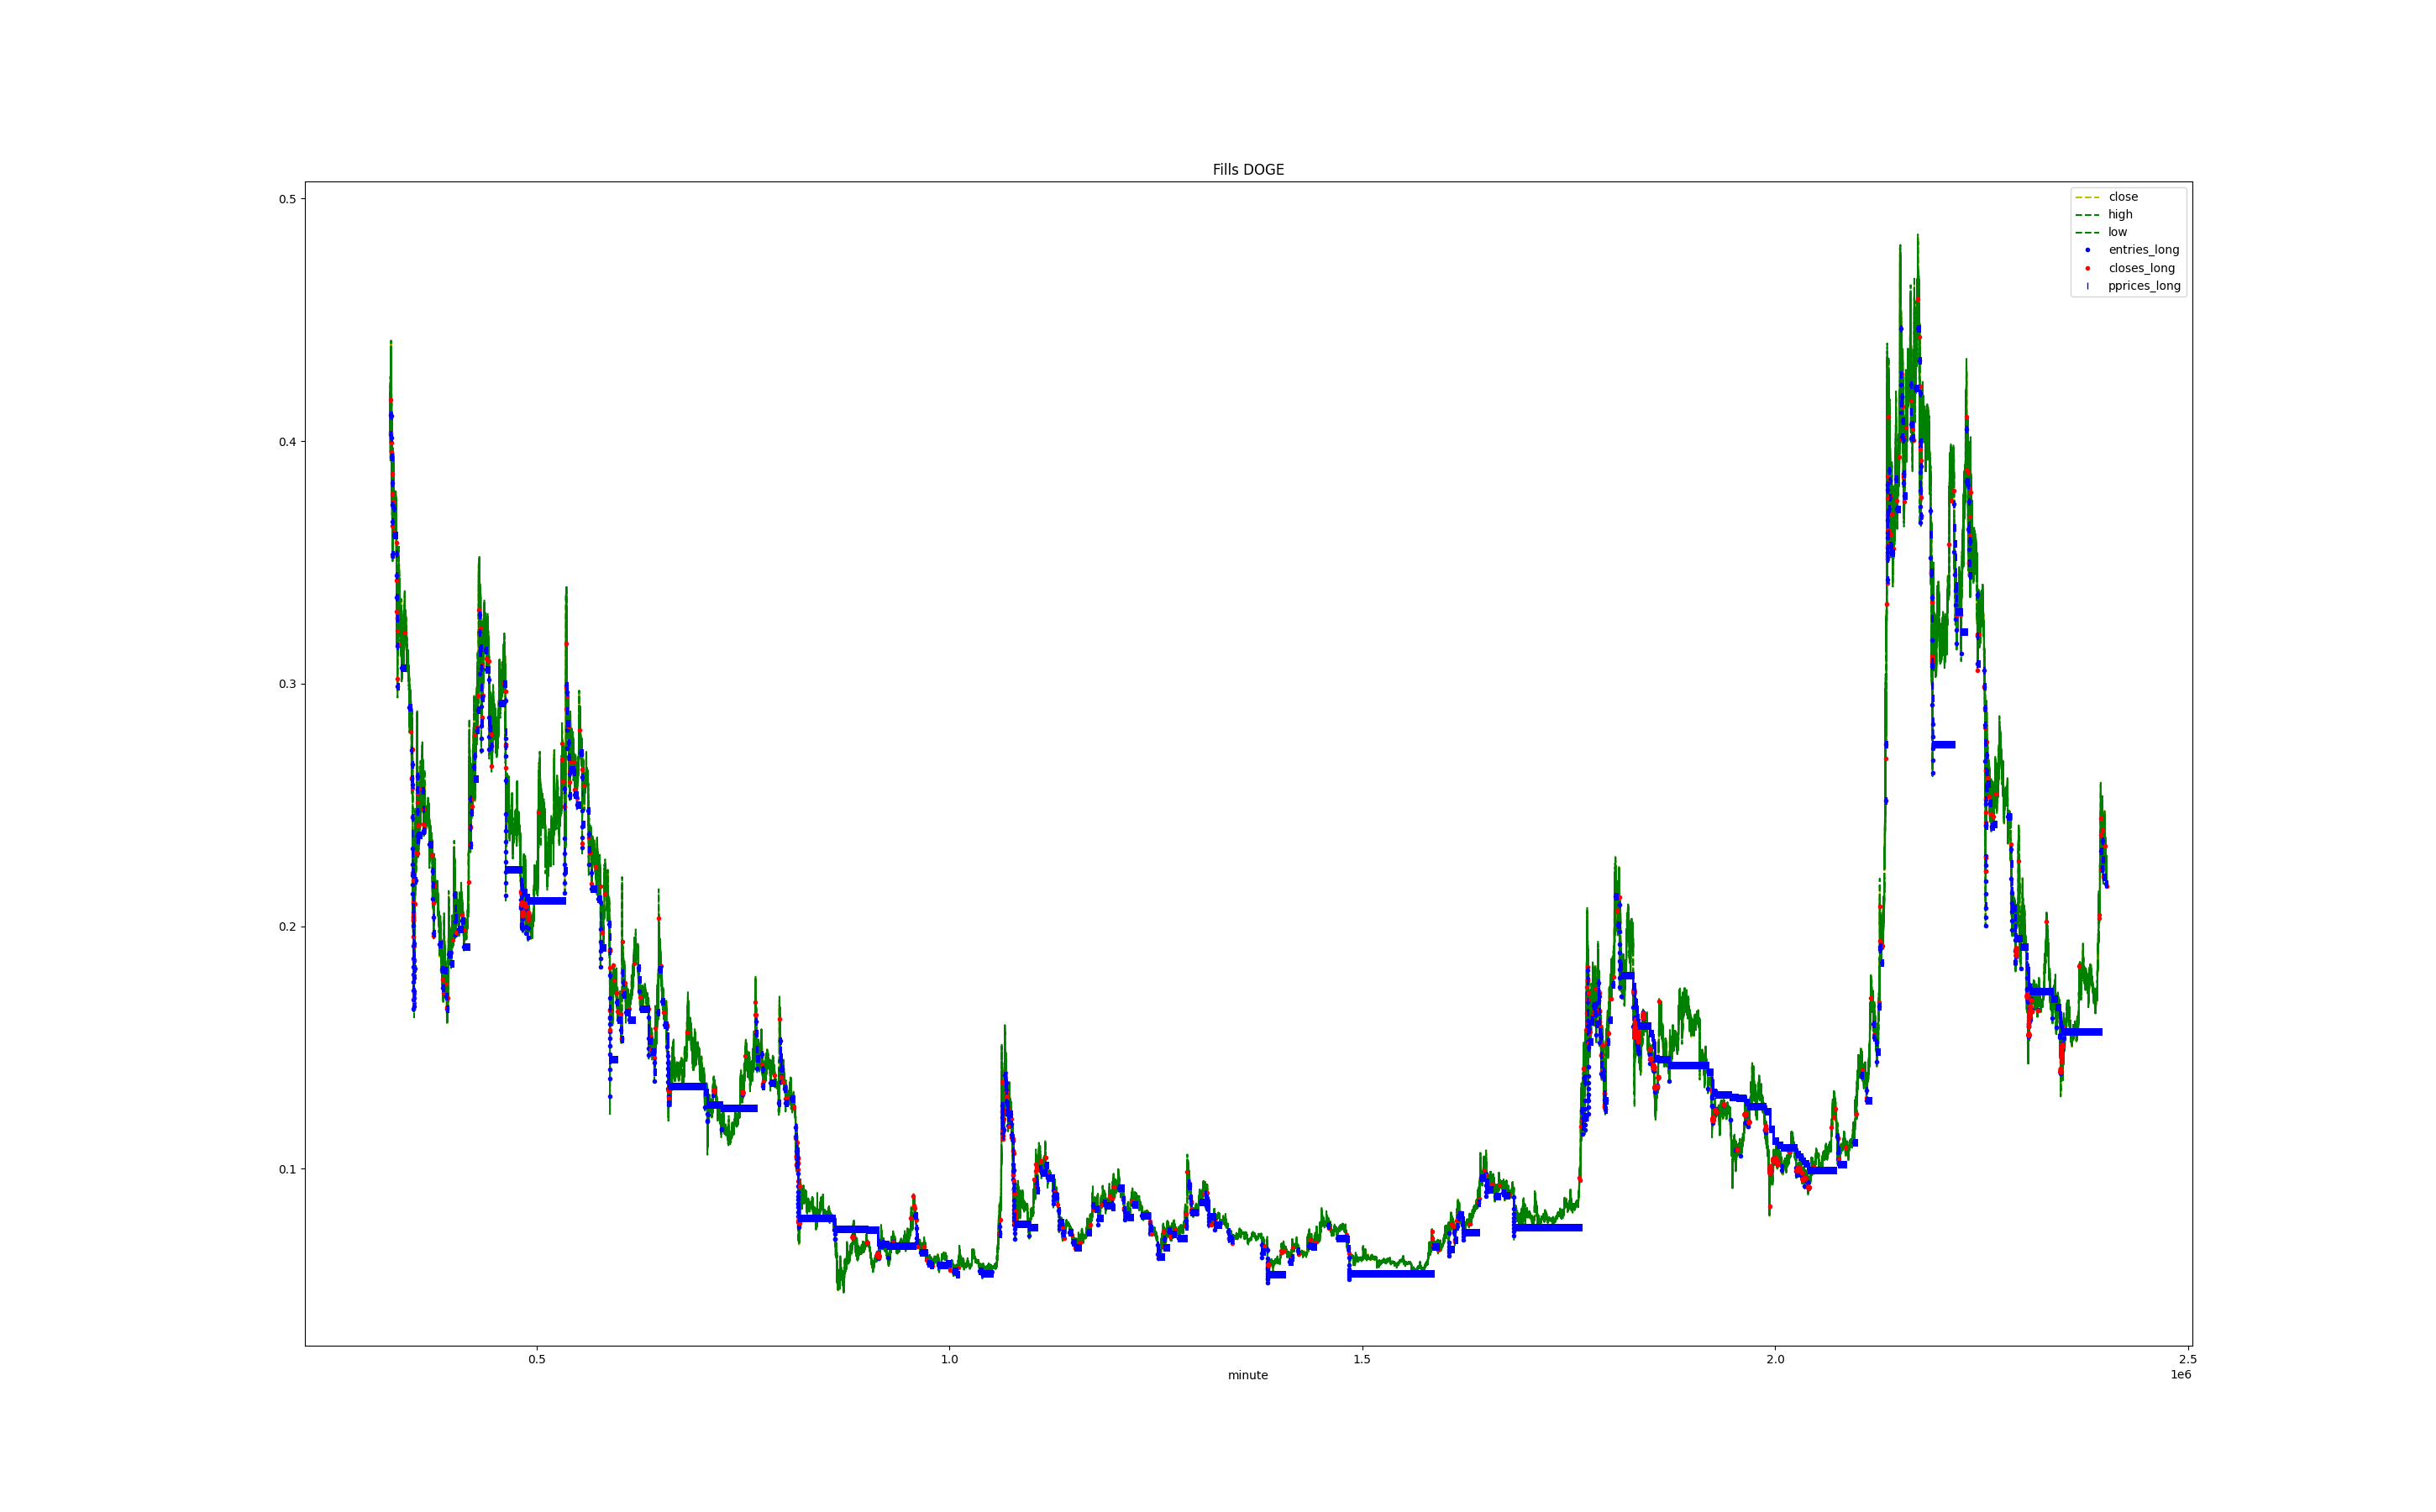 Fills DOGE
0.5
0.4
0.3
0.2
0.1
close
high
low
entries_long
closes_long
pprices_long
0.5
1.0
1.5
2.0
2.5
1e6
minute